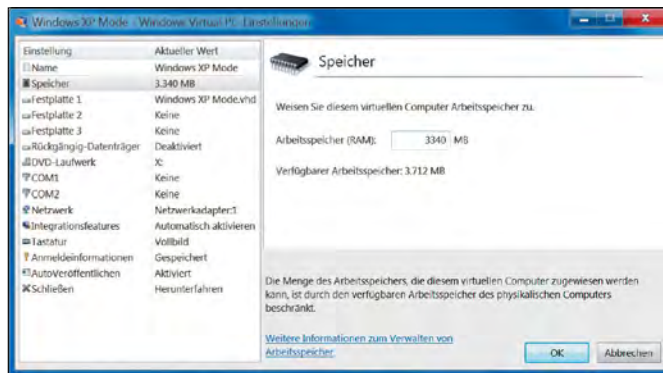 Windows XP Mode - Windows Virtual PC-Einstellungen
Einstellung Aktueller Wert
Name Windows XP Mode
Speicher 3.340 MB
Festplatte 1 Windows XP Mode.vhd
Festplatte 2 Keine
Festplatte 3 Keine
Rückgängig-Datenträger Deaktiviert
DVD-Laufwerk X:
COM1 Keine
COM2 Keine
Netzwerk Netzwerkadapter:1
Integrationsfeatures Automatisch aktivieren
Tastatur Vollbild
Anmeldeinformationen Gespeichert
AutoVeröffentlichen Aktiviert
Schließen Herunterfahren
Speicher
Weisen Sie diesem virtuellen Computer Arbeitsspeicher zu.
Arbeitsspeicher (RAM): 3340 MB
Verfügbarer Arbeitsspeicher: 3.712 MB
Die Menge des Arbeitsspeichers, die diesem virtuellen Computer zugewiesen werden
kann, ist durch den verfügbaren Arbeitsspeicher des physikalischen Computers
beschränkt.
Weitere Informationen zum Verwalten von
Arbeitsspeicher
OK Abbrechen